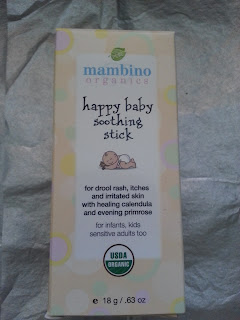 mambino
organics
happy baby
soothing
stick
for drool rash, itches
and irritated skin
with healing calendula
and evening primrose
for infants, kids
sensitive adults too
USDA
ORGANIC
e 18 g / .63 oz